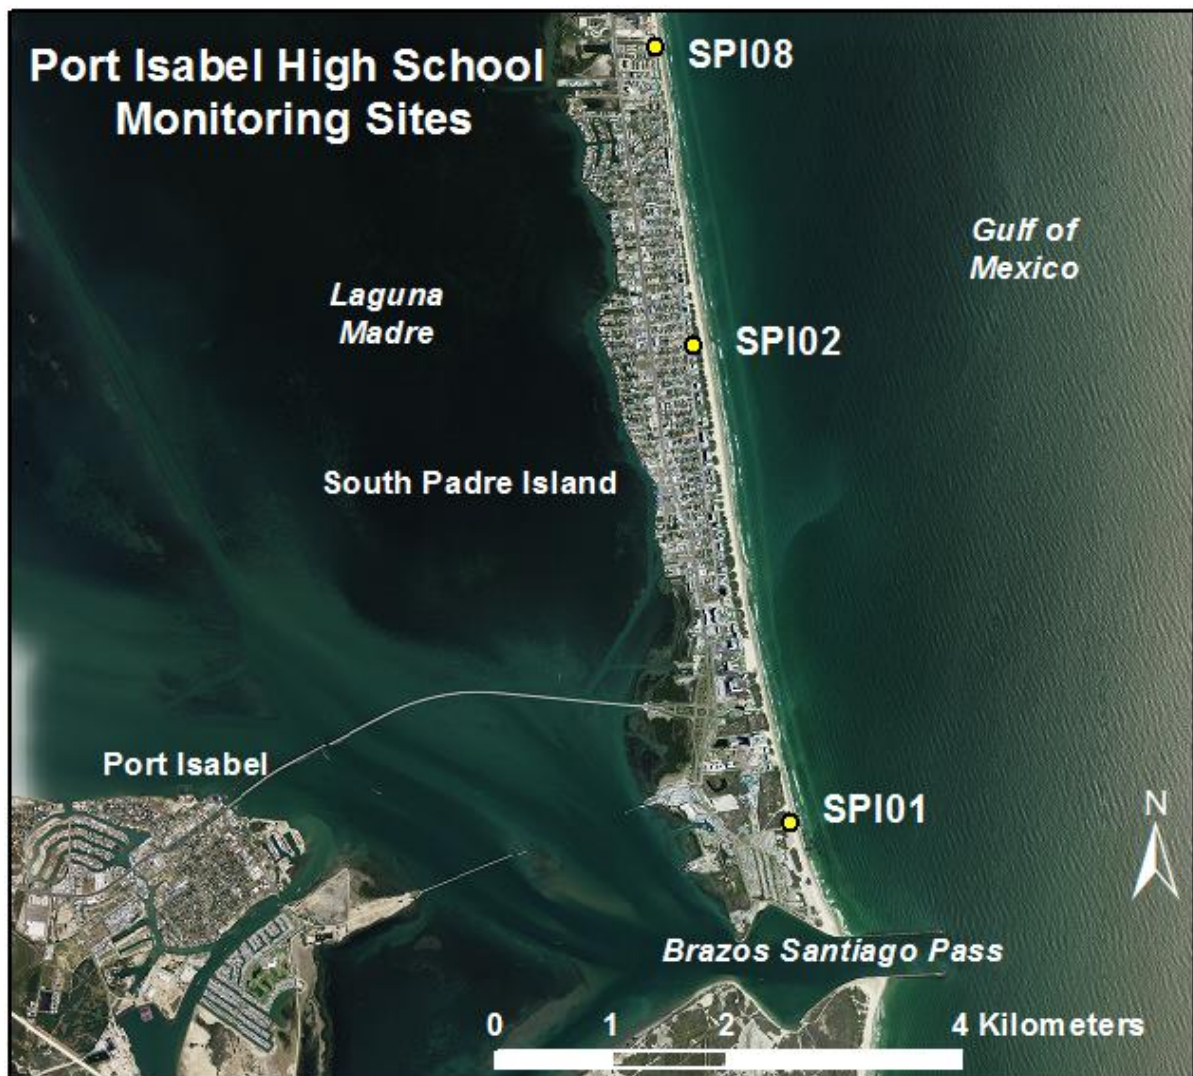 Port Isabel High School
Monitoring Sites
SPI08
Gulf of
Mexico
Laguna
Madre
SPI02
South Padre Island
Port Isabel
SPI01
N
Brazos Santiago Pass
0 1 2 4 Kilometers